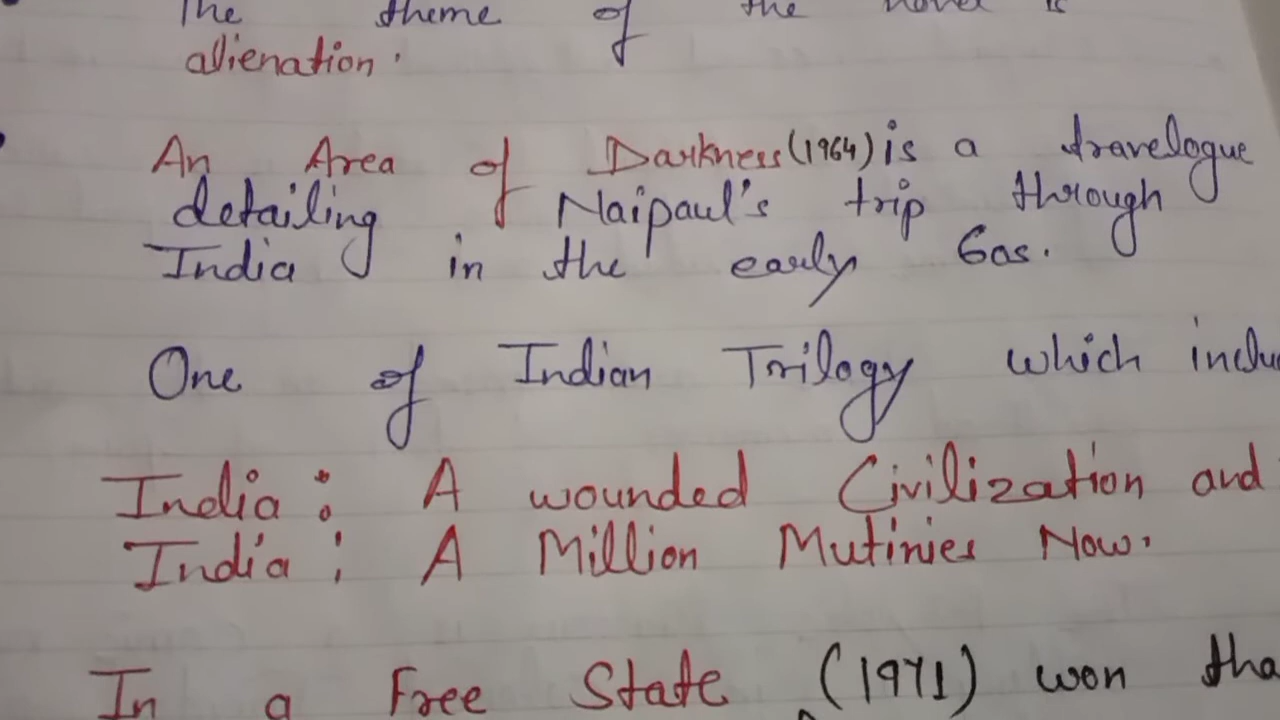 The theme of the novel is
alienation.
An Area of Darkness (1964) is a travelogue
detailing Naipaul's trip through
India in the early 60s.
One of Indian Trilogy which inclu
India: A wounded Civilization and
India: A Million Mutinies Now.
In a Free State (1971) won tha